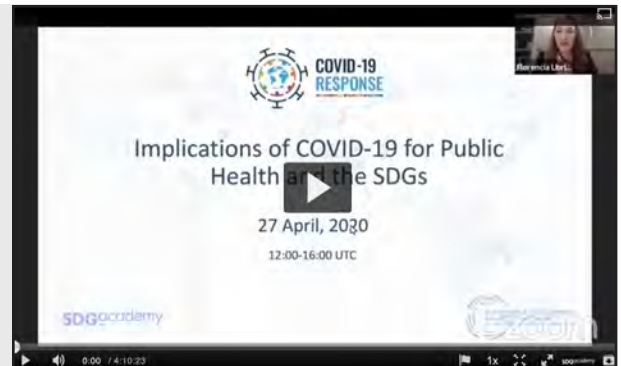 COVID-19
RESPONSE
Implications of COVID-19 for Public
Health and the SDGs
27 April, 2020
12:00-16:00 UTC
SDGacademy
zoom
0:00 / 4:10:23
1x